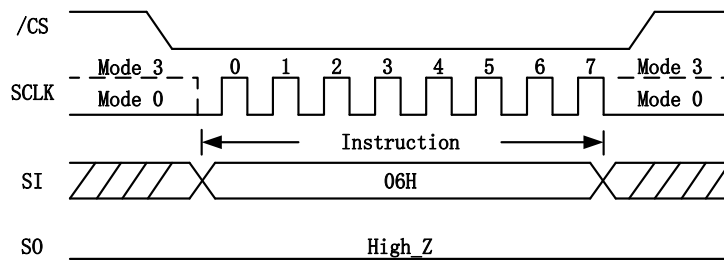 /CS
Mode 3 0 1 2 3 4 5 6 7 Mode 3
SCLK
Mode 0 Mode 0
Instruction
SI 06H
SO High_Z